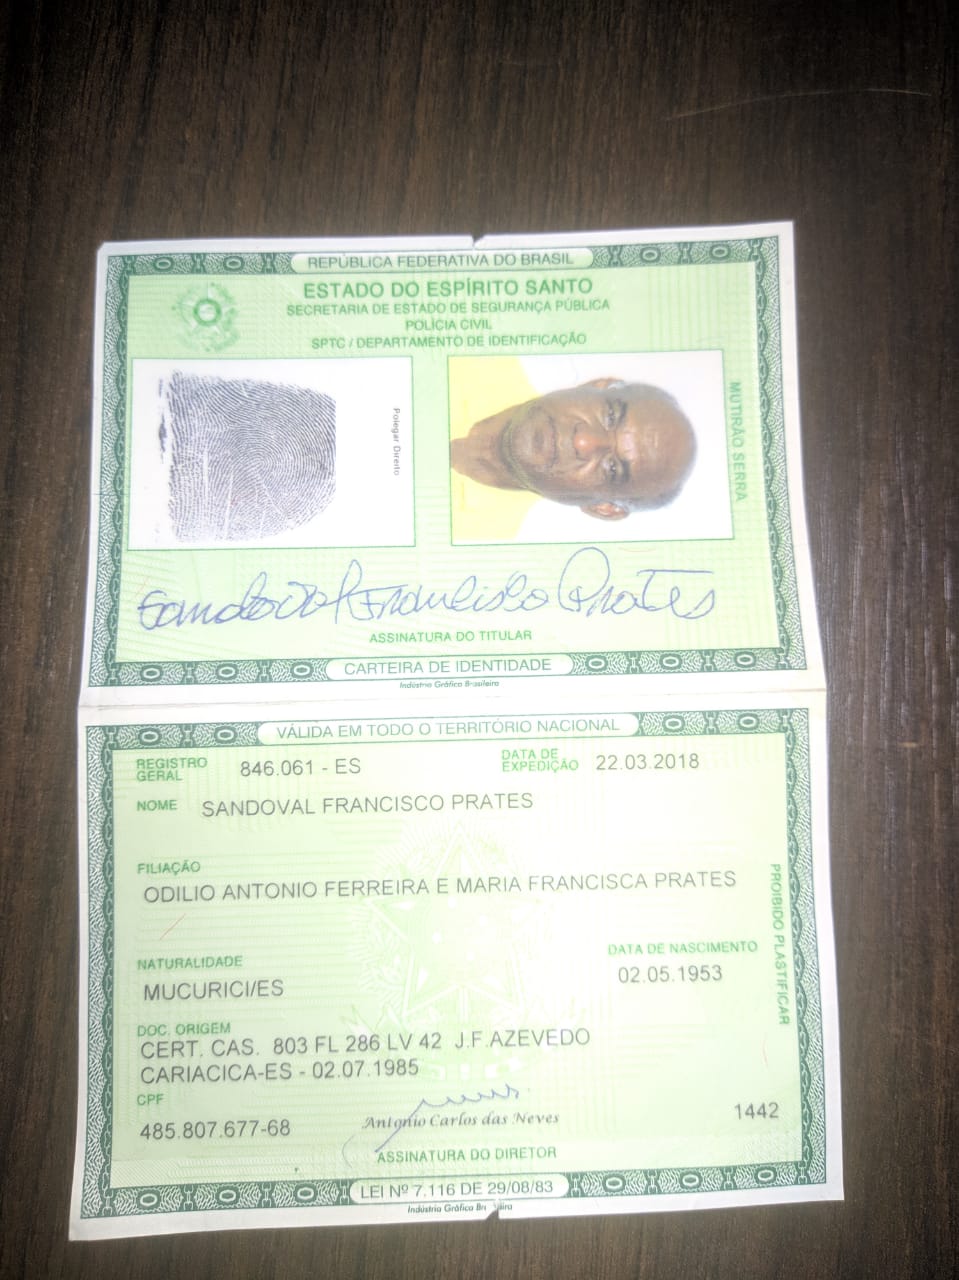 REPÚBLICA FEDERATIVA DO BRASIL
ESTADO DO ESPÍRITO SANTO
SECRETARIA DE ESTADO DE SEGURANÇA PÚBLICA
POLÍCIA CIVIL
SPTC / DEPARTAMENTO DE IDENTIFICAÇÃO
Polegar Direito
MUTIRÃO SERRA
Sandoval Francisco Prates
ASSINATURA DO TITULAR
CARTEIRA DE IDENTIDADE
Indústria Gráfica Brasileira
VÁLIDA EM TODO O TERRITÓRIO NACIONAL
REGISTRO GERAL 846.061 - ES DATA DE EXPEDIÇÃO 22.03.2018
NOME SANDOVAL FRANCISCO PRATES
FILIAÇÃO
ODILIO ANTONIO FERREIRA E MARIA FRANCISCA PRATES
PROIBIDO PLASTIFICAR
NATURALIDADE DATA DE NASCIMENTO
MUCURICI/ES 02.05.1953
DOC. ORIGEM
CERT. CAS. 803 FL 286 LV 42 J.F.AZEVEDO
CARIACICA-ES - 02.07.1985
CPF
485.807.677-68 Antonio Carlos das Neves 1442
ASSINATURA DO DIRETOR
LEI Nº 7.116 DE 29/08/83
Indústria Gráfica